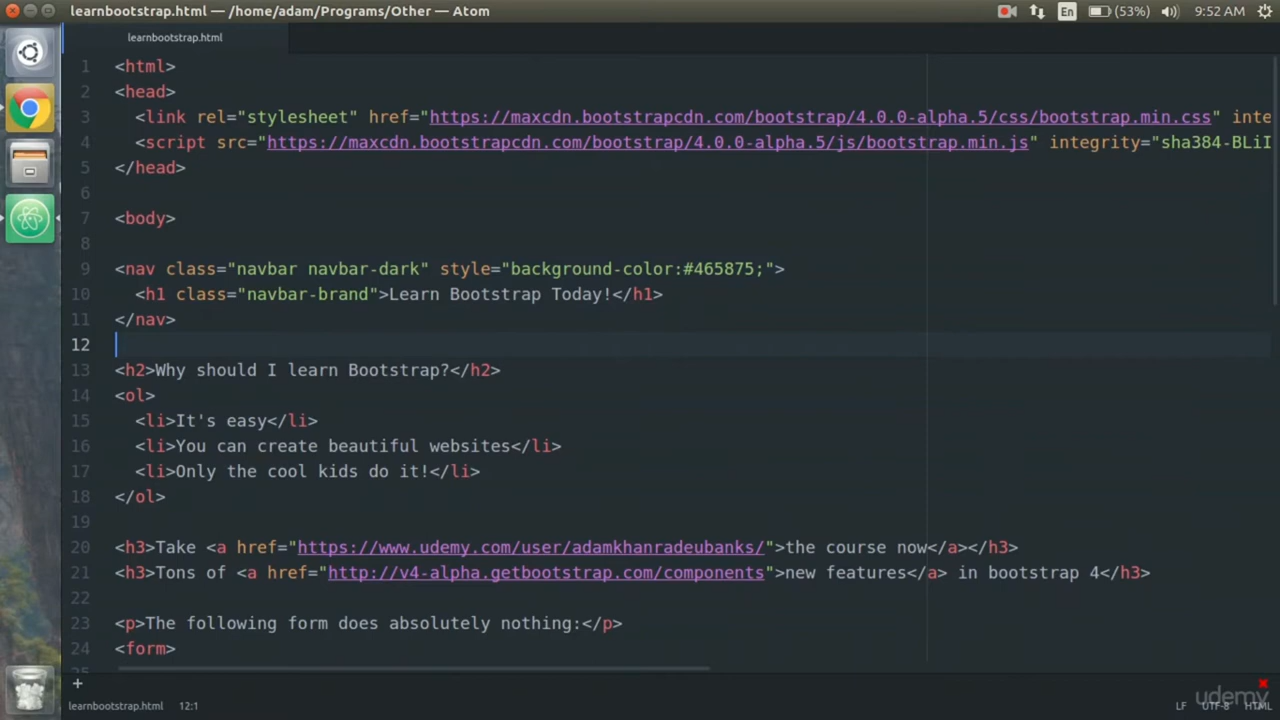 learnbootstrap.html — /home/adam/Programs/Other — Atom
En (53%) 9:52 AM
learnbootstrap.html
1 <html>
2 <head>
3 <link rel="stylesheet" href="https://maxcdn.bootstrapcdn.com/bootstrap/4.0.0-alpha.5/css/bootstrap.min.css" inte
4 <script src="https://maxcdn.bootstrapcdn.com/bootstrap/4.0.0-alpha.5/js/bootstrap.min.js" integrity="sha384-BLiI
5 </head>
6
7 <body>
8
9 <nav class="navbar navbar-dark" style="background-color:#465875;">
10 <h1 class="navbar-brand">Learn Bootstrap Today!</h1>
11 </nav>
12
13 <h2>Why should I learn Bootstrap?</h2>
14 <ol>
15 <li>It's easy</li>
16 <li>You can create beautiful websites</li>
17 <li>Only the cool kids do it!</li>
18 </ol>
19
20 <h3>Take <a href="https://www.udemy.com/user/adamkhanradeubanks/">the course now</a></h3>
21 <h3>Tons of <a href="http://v4-alpha.getbootstrap.com/components">new features</a> in bootstrap 4</h3>
22
23 <p>The following form does absolutely nothing:</p>
24 <form>
25
+
udemy
learnbootstrap.html 12:1 LF UTF-8 HTML